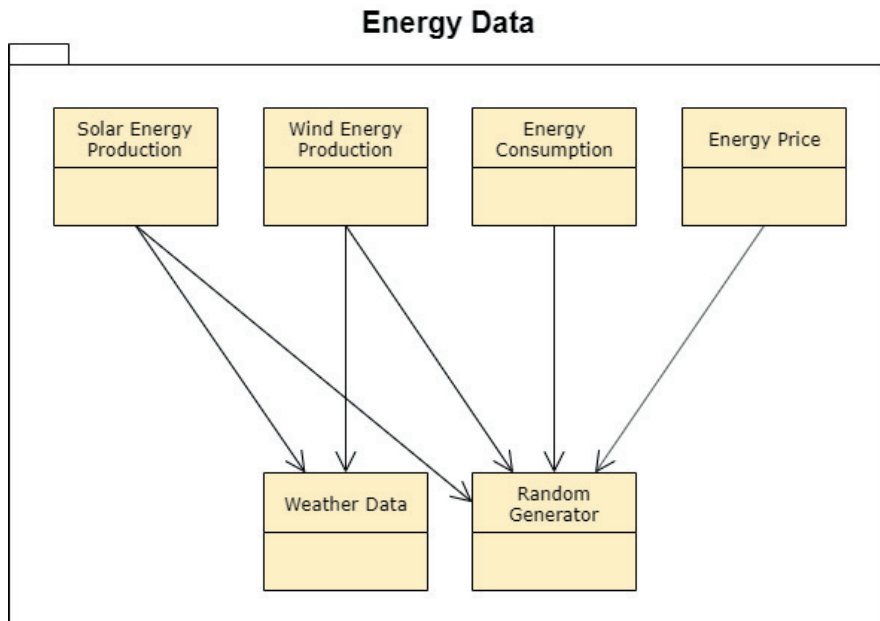 Energy Data
Solar Energy
Production
Wind Energy
Production
Energy
Consumption
Energy Price
Weather Data
Random
Generator